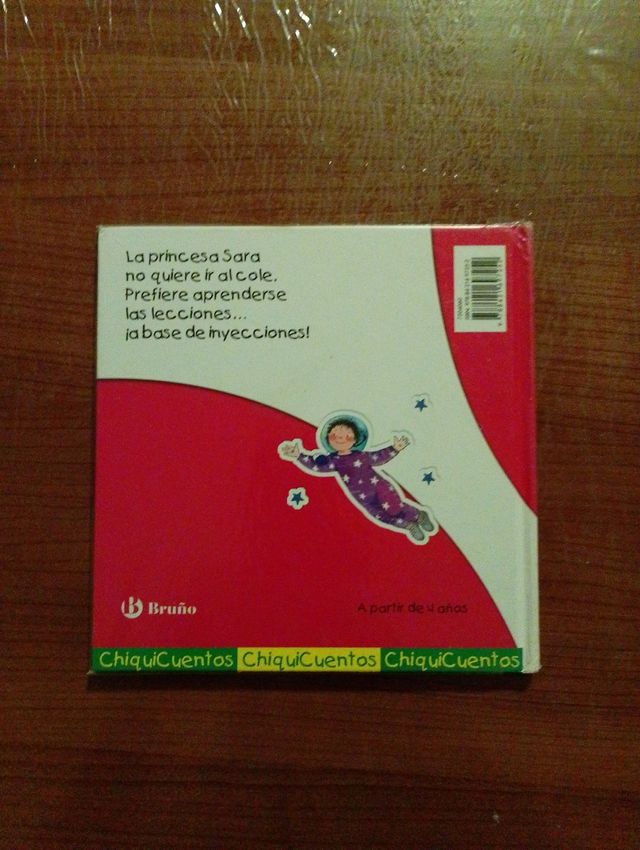 La princesa Sara
no quiere ir al cole.
Prefiere aprenderse
las lecciones...
¡a base de inyecciones!
Bruño
A partir de 4 años
ChiquiCuentos ChiquiCuentos ChiquiCuentos